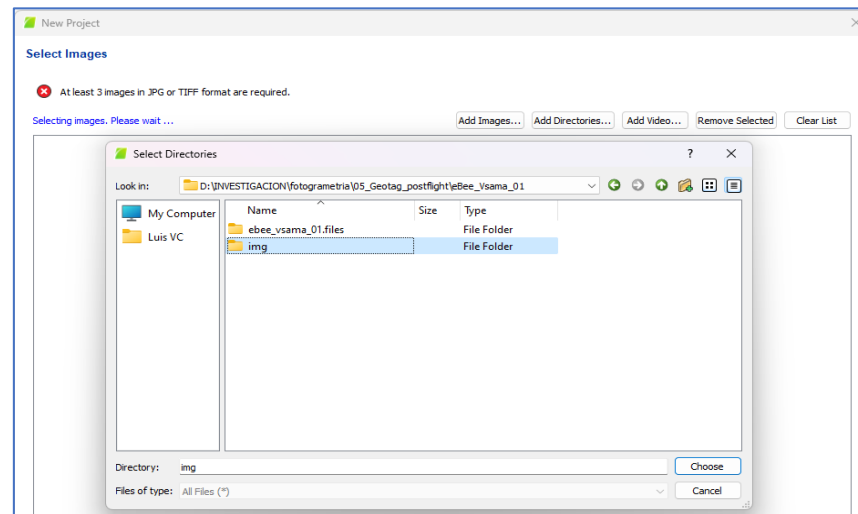 New Project
Select Images
At least 3 images in JPG or TIFF format are required.
Selecting images. Please wait ...
Add Images... Add Directories... Add Video... Remove Selected Clear List
Select Directories ?
Look in: D:\INVESTIGACION\fotogrametria\05_Geotag_postflight\eBee_Vsama_01
My Computer
Luis VC
Name Size Type
ebee_vsama_01.files File Folder
img File Folder
Directory: img Choose
Files of type: All Files (*) Cancel